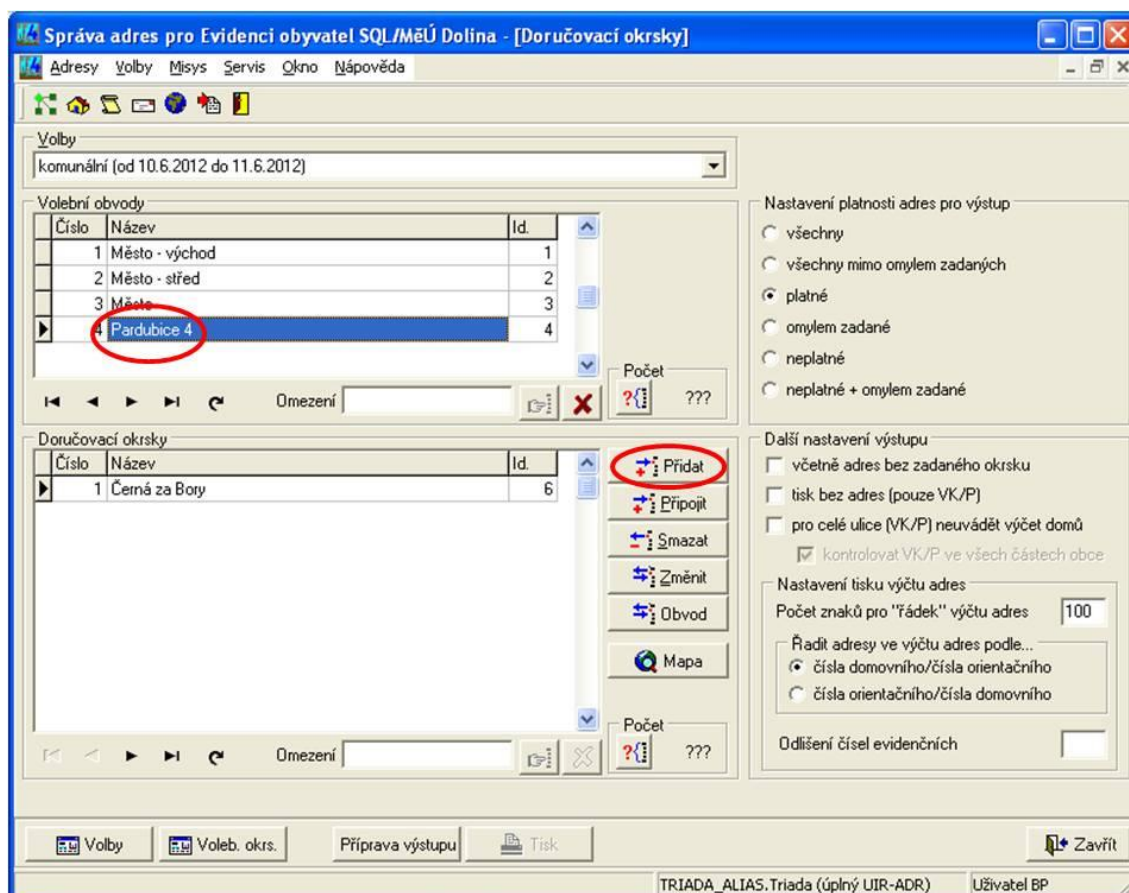 Správa adres pro Evidenci obyvatel SQL/MěÚ Dolina - [Doručovací okrsky]
Adresy Volby Misys Servis Okno Nápověda
Volby
komunální (od 10.6.2012 do 11.6.2012)
Volební obvody
Číslo Název Id.
1 Město - východ 1
2 Město - střed 2
3 Město 3
4 Pardubice 4 4
Omezení
Počet
???
Nastavení platnosti adres pro výstup
všechny
všechny mimo omylem zadaných
platné
omylem zadané
neplatné
neplatné + omylem zadané
Doručovací okrsky
Číslo Název Id.
1 Černá za Bory 6
Přidat
Připojit
Smazat
Změnit
Obvod
Mapa
Omezení
Počet
???
Další nastavení výstupu
včetně adres bez zadaného okrsku
tisk bez adres (pouze VK/P)
pro celé ulice (VK/P) neuvádět výčet domů
kontrolovat VK/P ve všech částech obce
Nastavení tisku výčtu adres
Počet znaků pro "řádek" výčtu adres 100
Řadit adresy ve výčtu adres podle...
čísla domovního/čísla orientačního
čísla orientačního/čísla domovního
Odlišení čísel evidenčních
Volby Voleb. okrs. Příprava výstupu Tisk Zavřít
TRIADA_ALIAS.Triada (úplný UIR-ADR) Uživatel BP